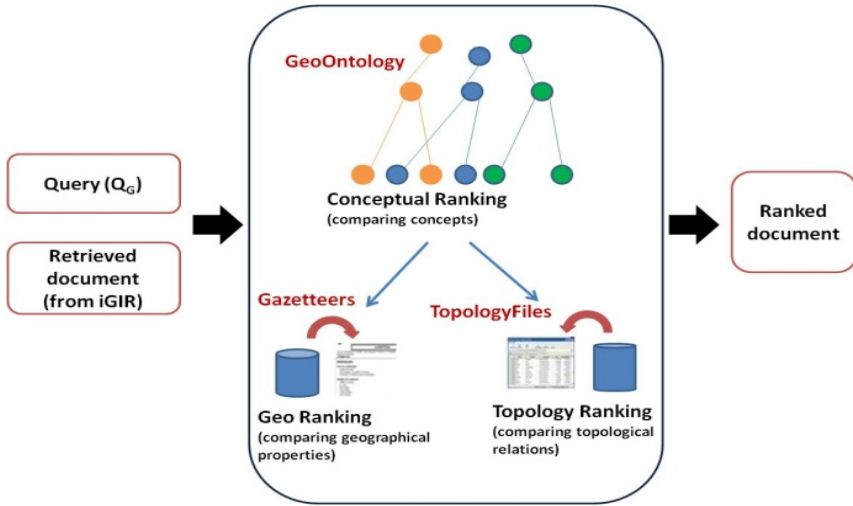 GeoOntology
Query (QG)
Retrieved
document
(from iGIR)
Conceptual Ranking
(comparing concepts)
Gazetteers
TopologyFiles
Geo Ranking
(comparing geographical
properties)
Topology Ranking
(comparing topological
relations)
Ranked
document